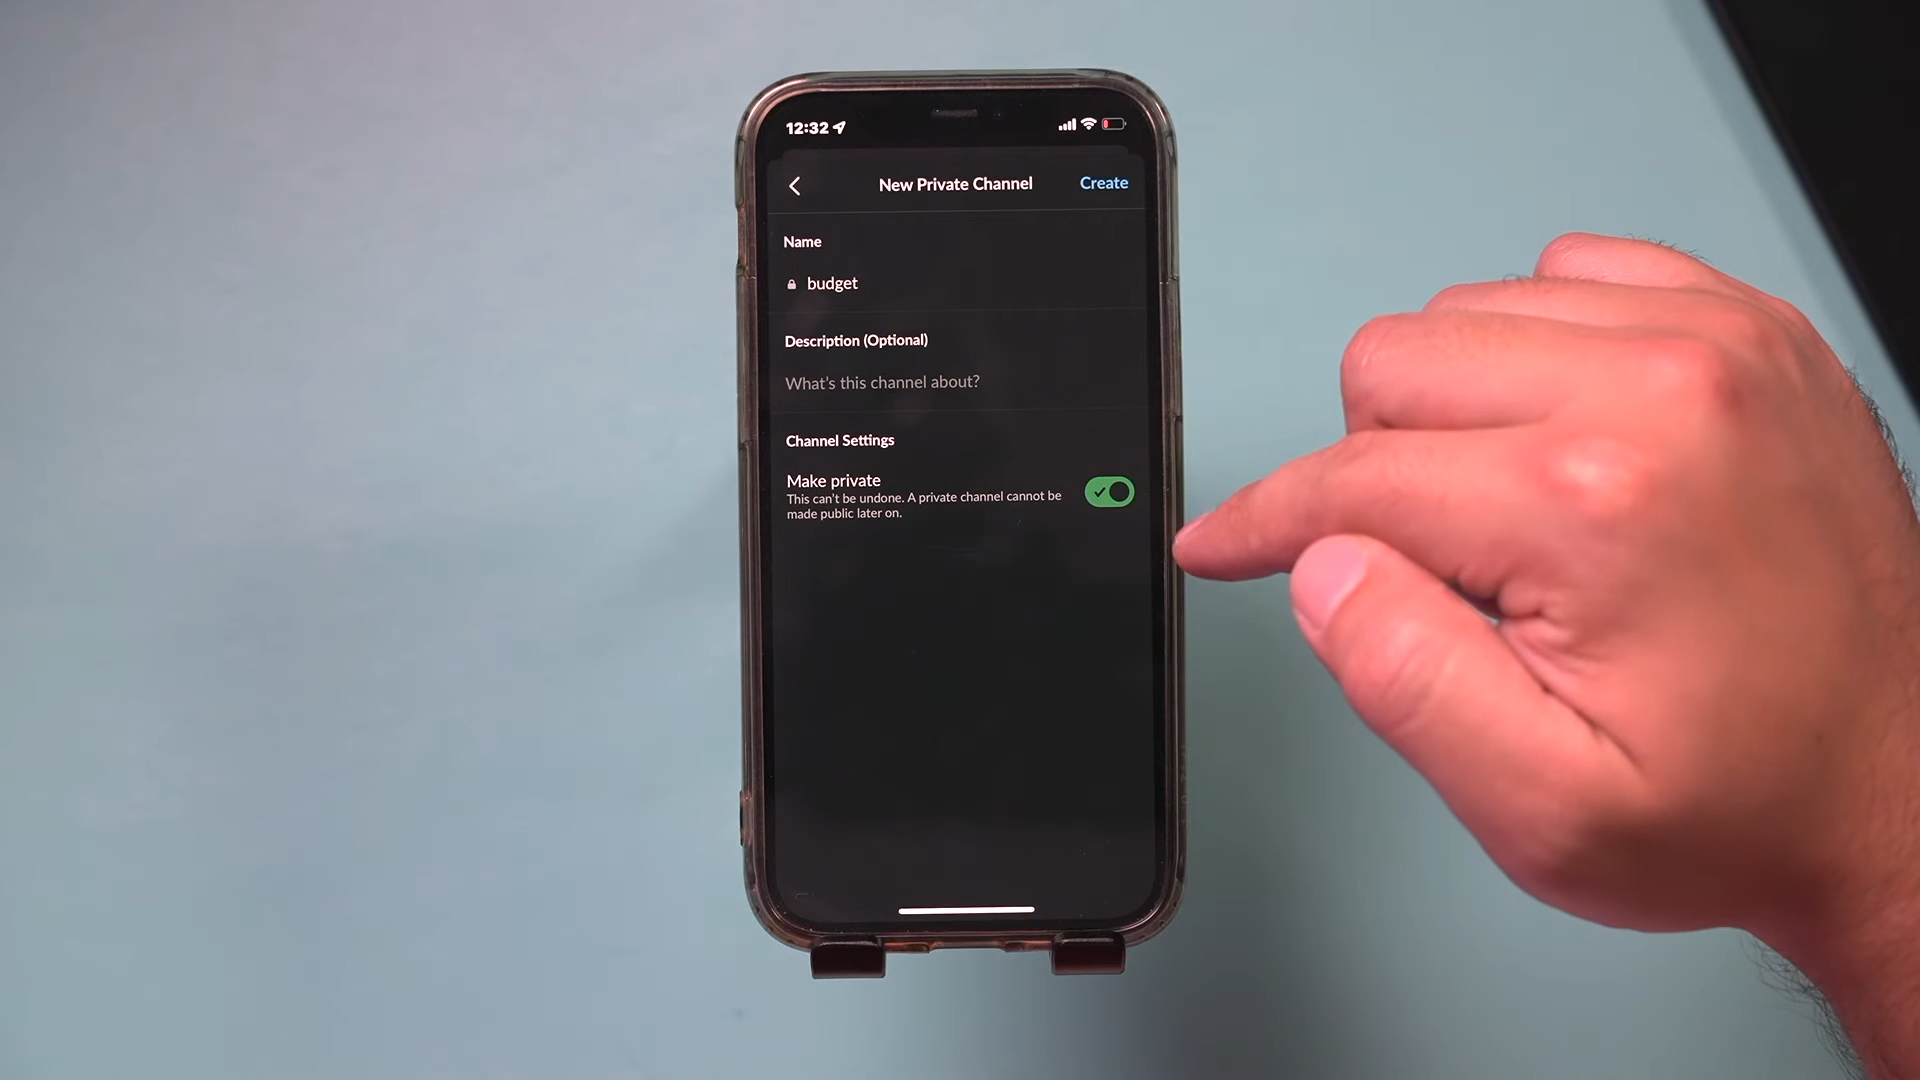 12:32
New Private Channel
Create
Name
budget
Description (Optional)
What's this channel about?
Channel Settings
Make private
This can't be undone. A private channel cannot be
made public later on.